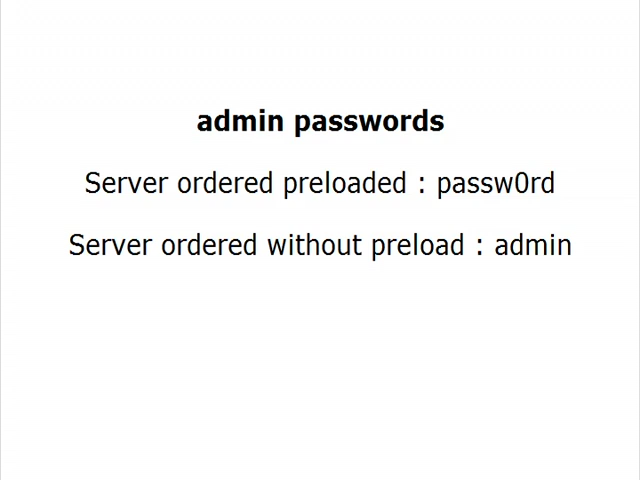 admin passwords
Server ordered preloaded : passw0rd
Server ordered without preload : admin